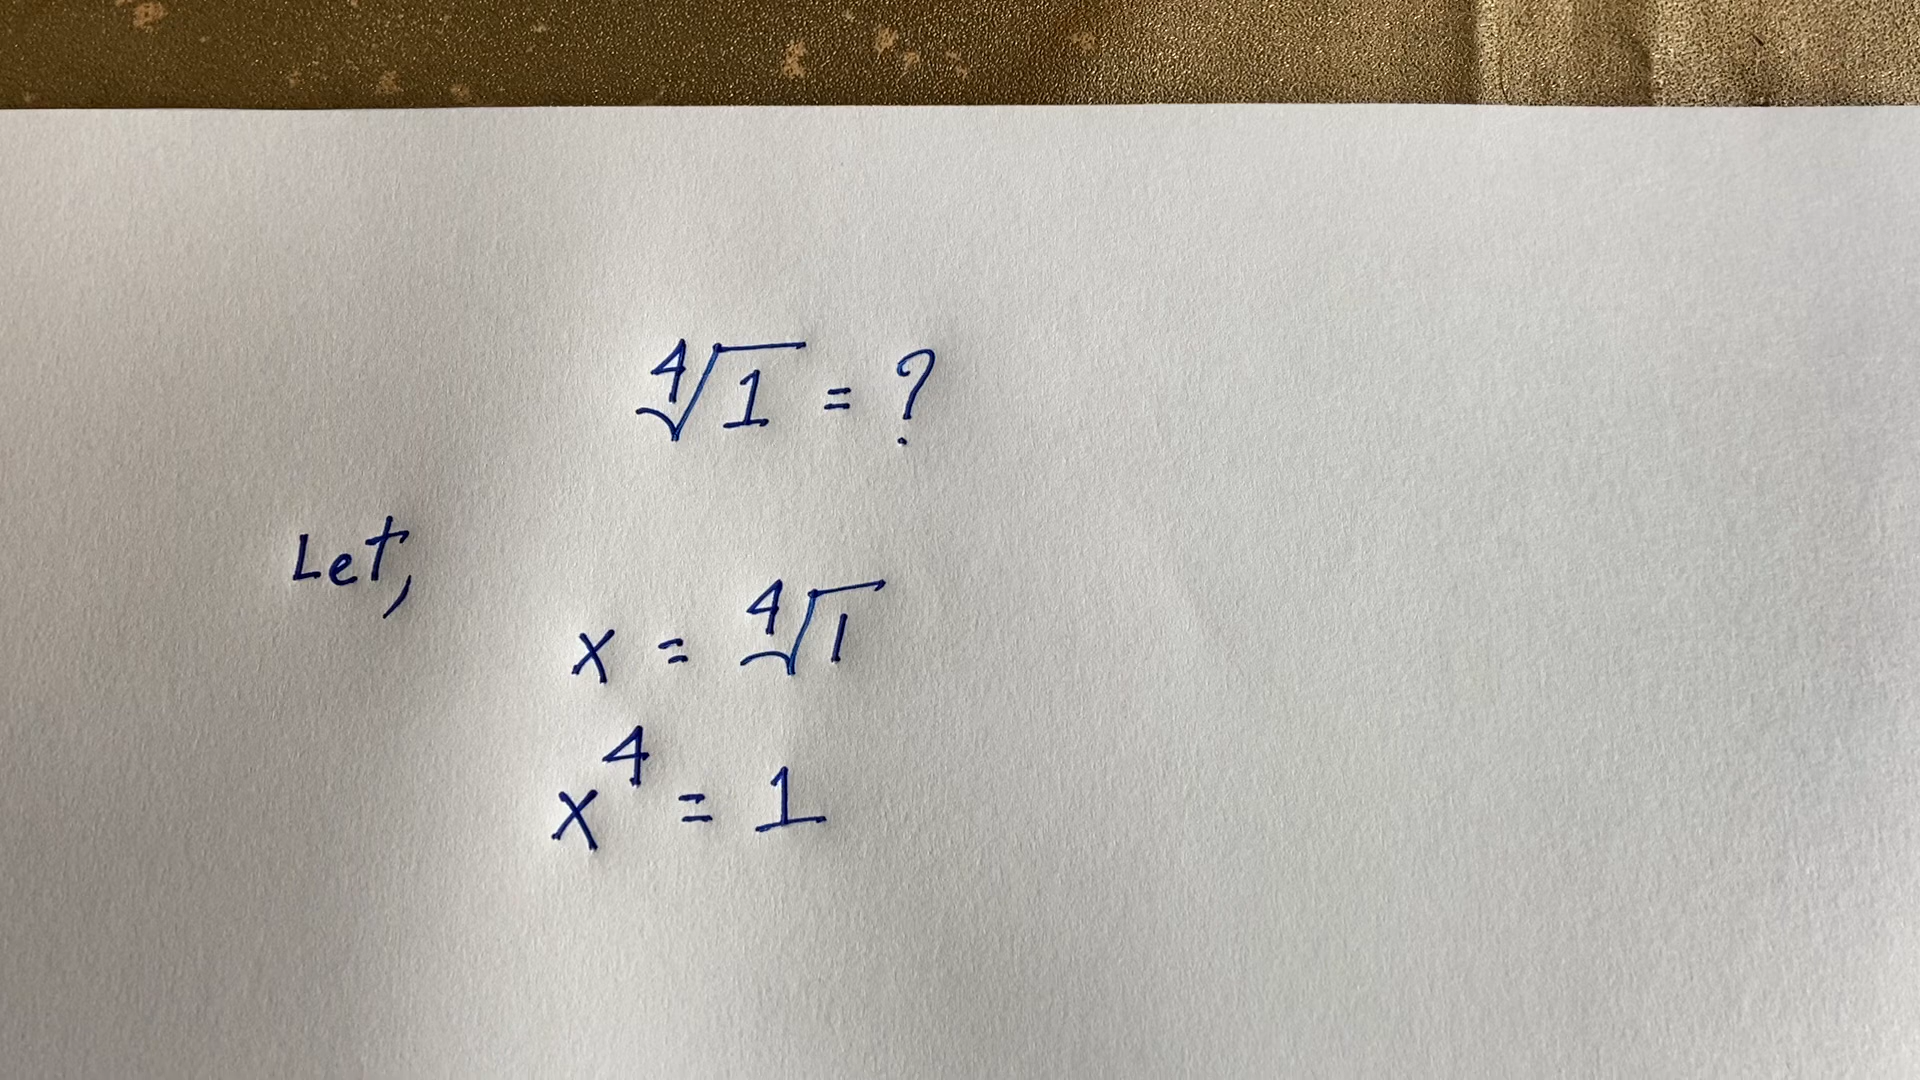 ∜1 = ?
Let,
x = ∜1
x⁴ = 1